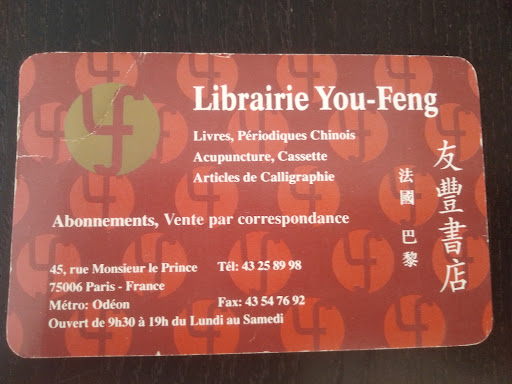 Librairie You-Feng
Livres, Périodiques Chinois
Acupuncture, Cassette
Articles de Calligraphie
Abonnements, Vente par correspondance
友豐書店
法國巴黎
45, rue Monsieur le Prince Tél: 43 25 89 98
75006 Paris - France
Métro: Odéon Fax: 43 54 76 92
Ouvert de 9h30 à 19h du Lundi au Samedi